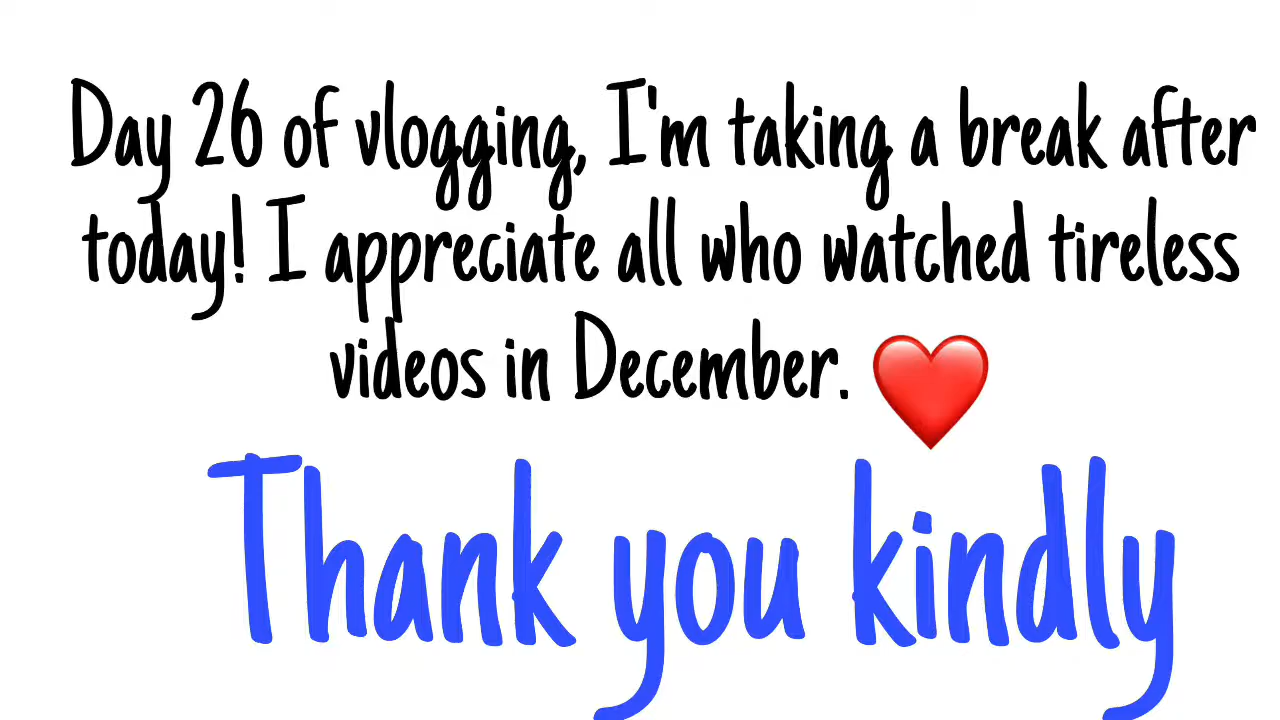 Day 26 of vlogging, I'm taking a break after
today! I appreciate all who watched tireless
videos in December. ❤️
Thank you kindly